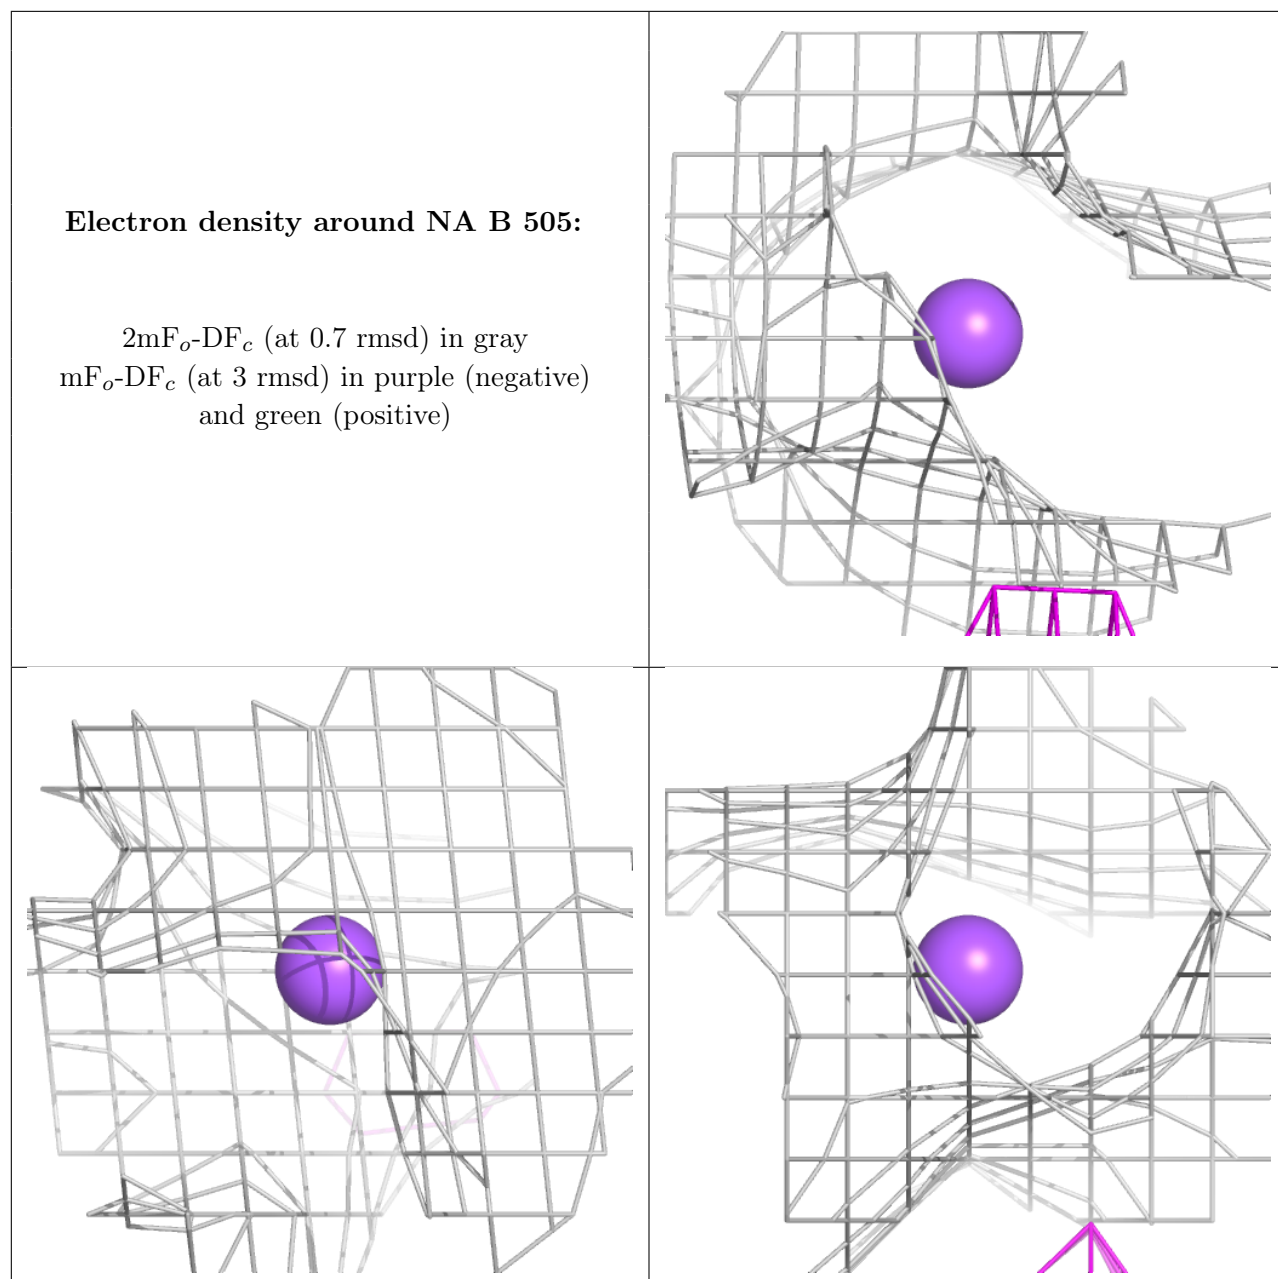 Electron density around NA B 505:
2mFo-DFc (at 0.7 rmsd) in gray
mFo-DFc (at 3 rmsd) in purple (negative)
and green (positive)